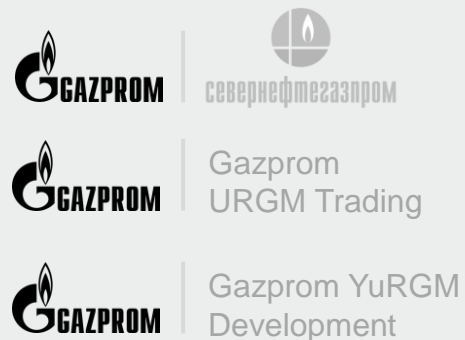 GAZPROM
севернефтегазпром
GAZPROM
Gazprom
URGM Trading
GAZPROM
Gazprom YuRGM
Development